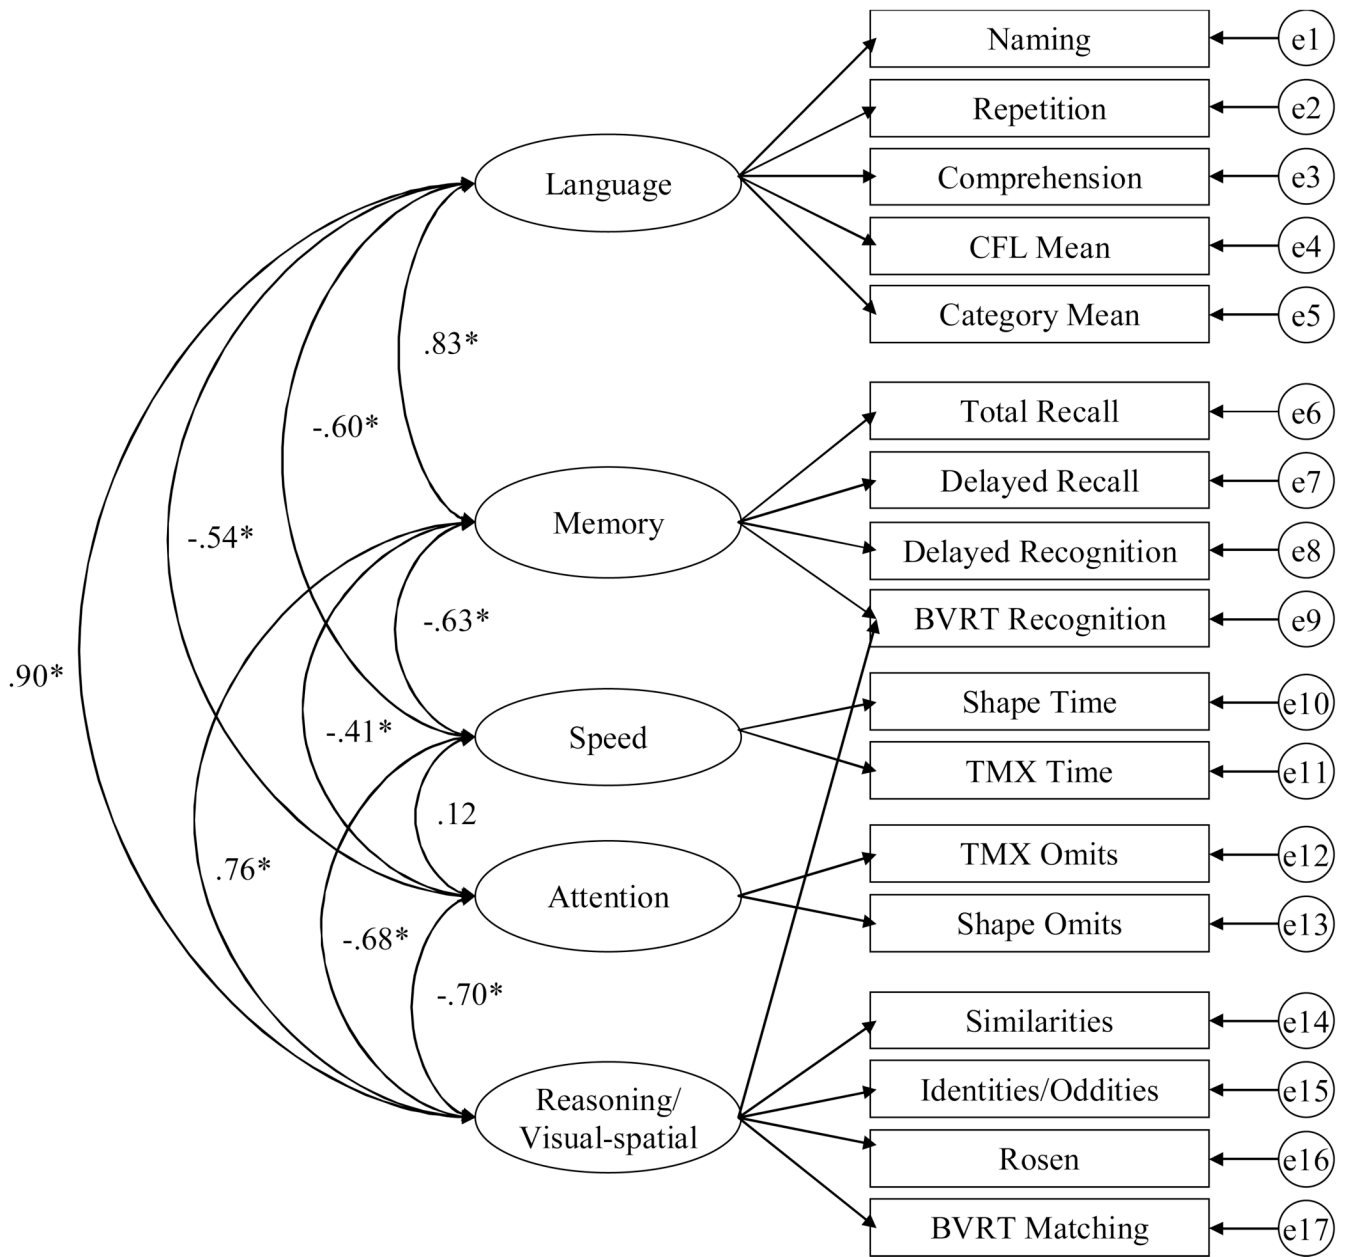 Naming
e1
Repetition
e2
Language
Comprehension
e3
CFL Mean
e4
Category Mean
e5
.83*
-.60*
Total Recall
e6
Delayed Recall
e7
Memory
-.54*
Delayed Recognition
e8
-.63*
BVRT Recognition
e9
.90*
Shape Time
e10
-.41*
Speed
TMX Time
e11
.12
.76*
TMX Omits
e12
Attention
Shape Omits
e13
-.68*
-.70*
Similarities
e14
Reasoning/
Visual-spatial
Identities/Oddities
e15
Rosen
e16
BVRT Matching
e17